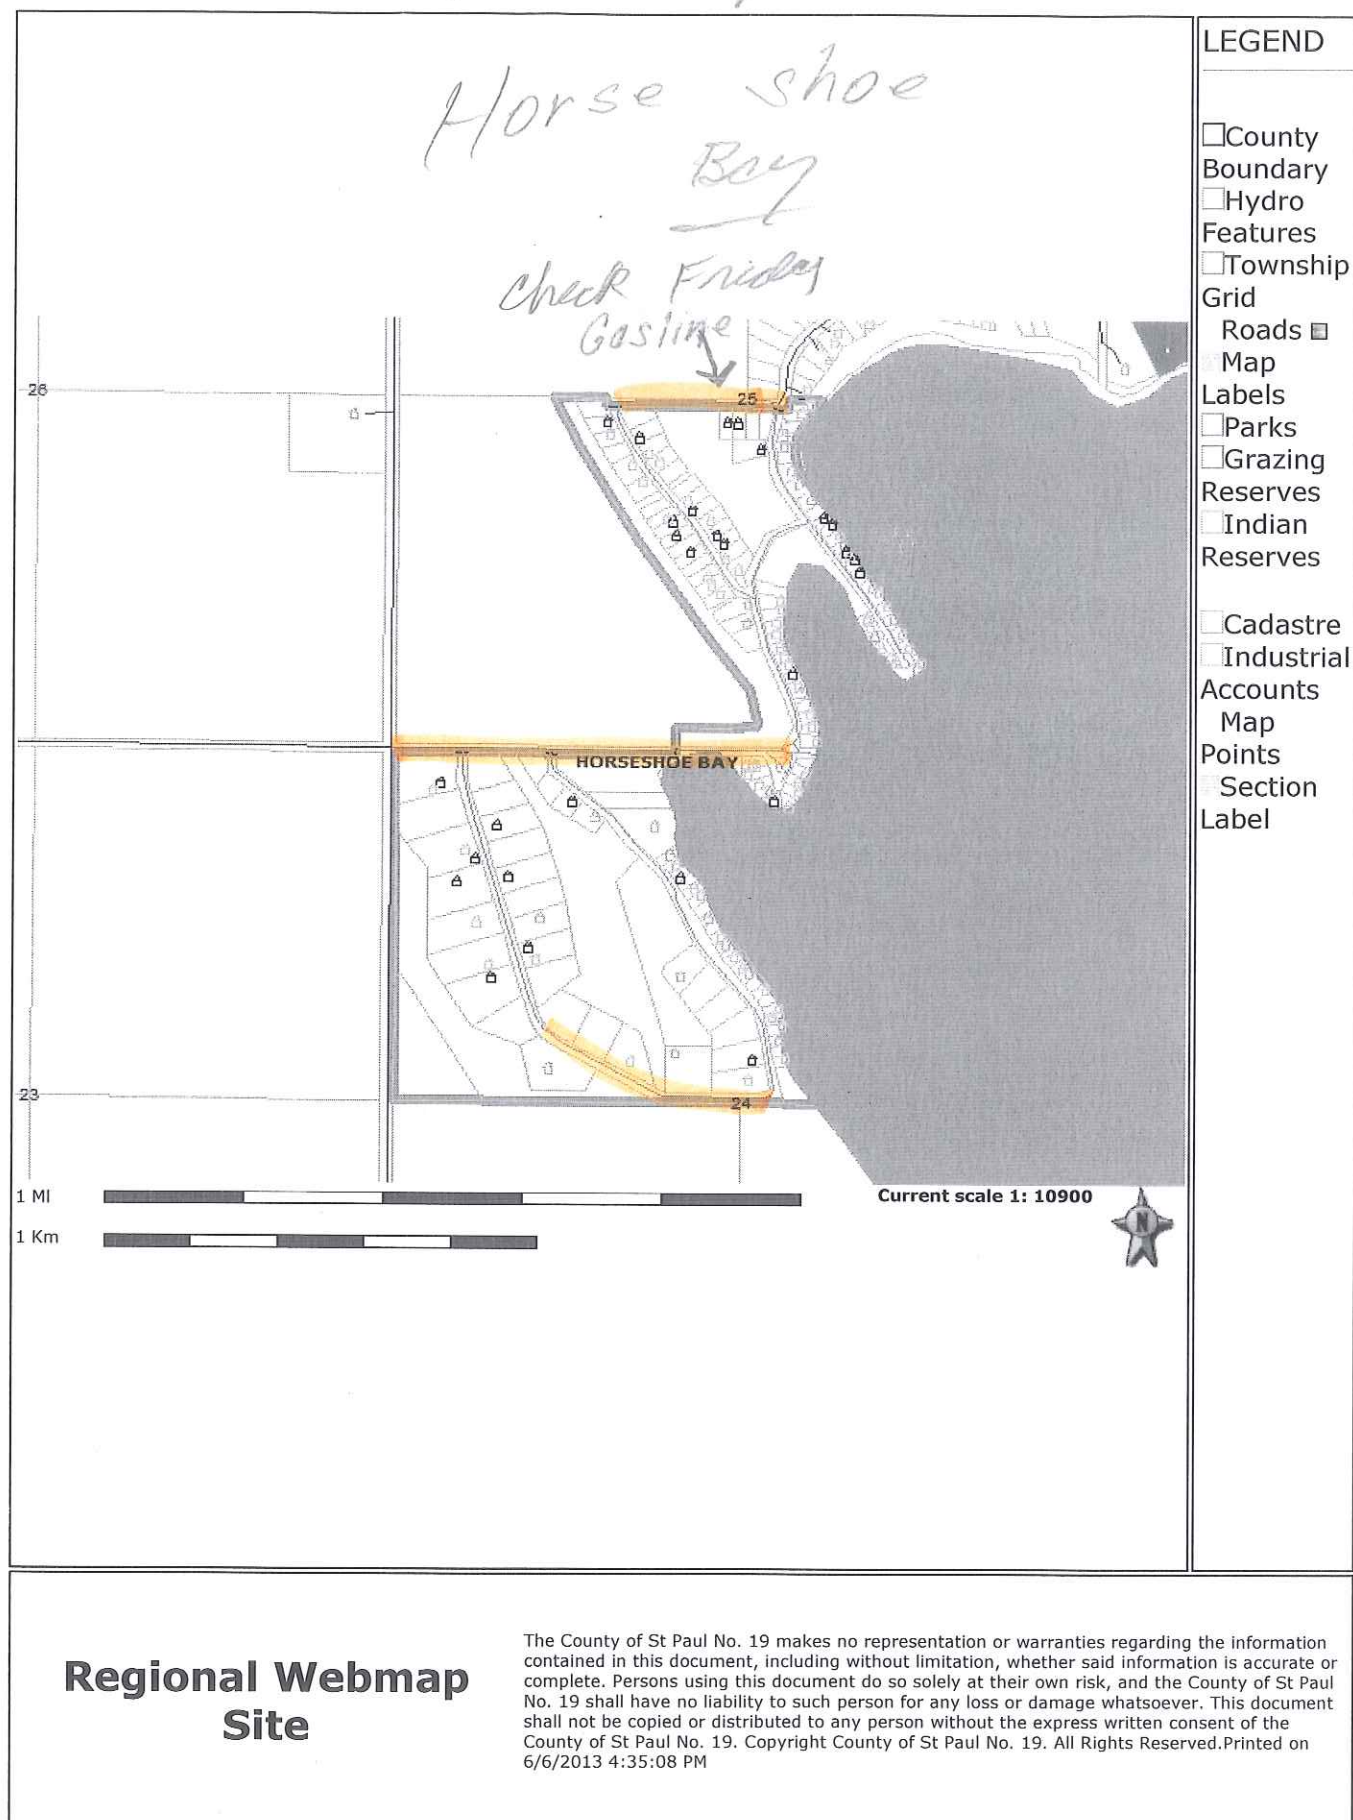 Horse shoe
Bay
LEGEND
County
Boundary
Hydro
Features
Township
Grid
Roads
Map
Labels
Parks
Grazing
Reserves
Indian
Reserves
Cadastre
Industrial
Accounts
Map
Points
Section
Label
Check Friday
Gasline
26
25
HORSESHOE BAY
23
24
1 MI
Current scale 1: 10900
N
1 Km
Regional Webmap
Site
The County of St Paul No. 19 makes no representation or warranties regarding the information
contained in this document, including without limitation, whether said information is accurate or
complete. Persons using this document do so solely at their own risk, and the County of St Paul
No. 19 shall have no liability to such person for any loss or damage whatsoever. This document
shall not be copied or distributed to any person without the express written consent of the
County of St Paul No. 19. Copyright County of St Paul No. 19. All Rights Reserved.Printed on
6/6/2013 4:35:08 PM